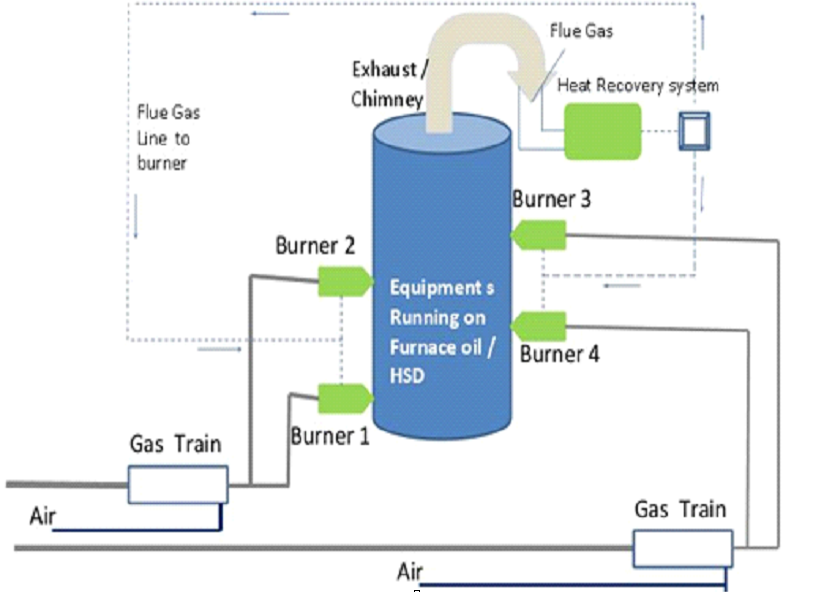 Flue Gas
Exhaust /
Chimney
Heat Recovery system
Flue Gas
Line to
burner
Burner 3
Burner 2
Equipment s
Running on
Furnace oil /
HSD
Burner 4
Burner 1
Gas Train
Air
Gas Train
Air